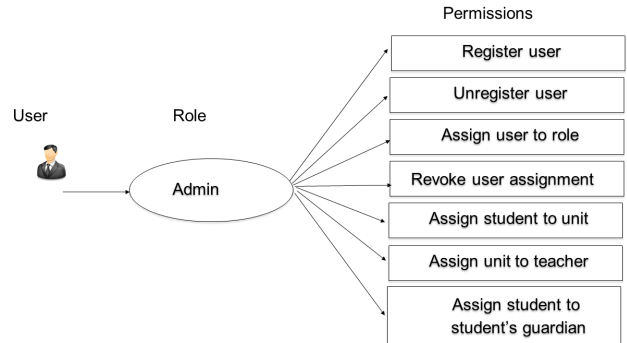 Permissions
User
Role
Admin
Register user
Unregister user
Assign user to role
Revoke user assignment
Assign student to unit
Assign unit to teacher
Assign student to
student's guardian